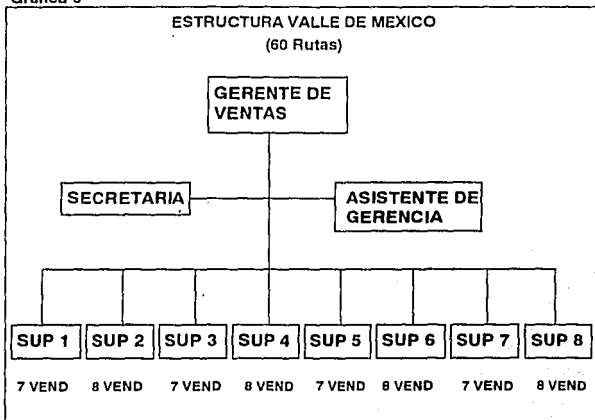 ESTRUCTURA VALLE DE MEXICO
(60 Rutas)
GERENTE DE
VENTAS
SECRETARIA
ASISTENTE DE
GERENCIA
SUP 1 SUP 2 SUP 3 SUP 4 SUP 5 SUP 6 SUP 7 SUP 8
7 VEND 8 VEND 7 VEND 8 VEND 7 VEND 8 VEND 7 VEND 8 VEND